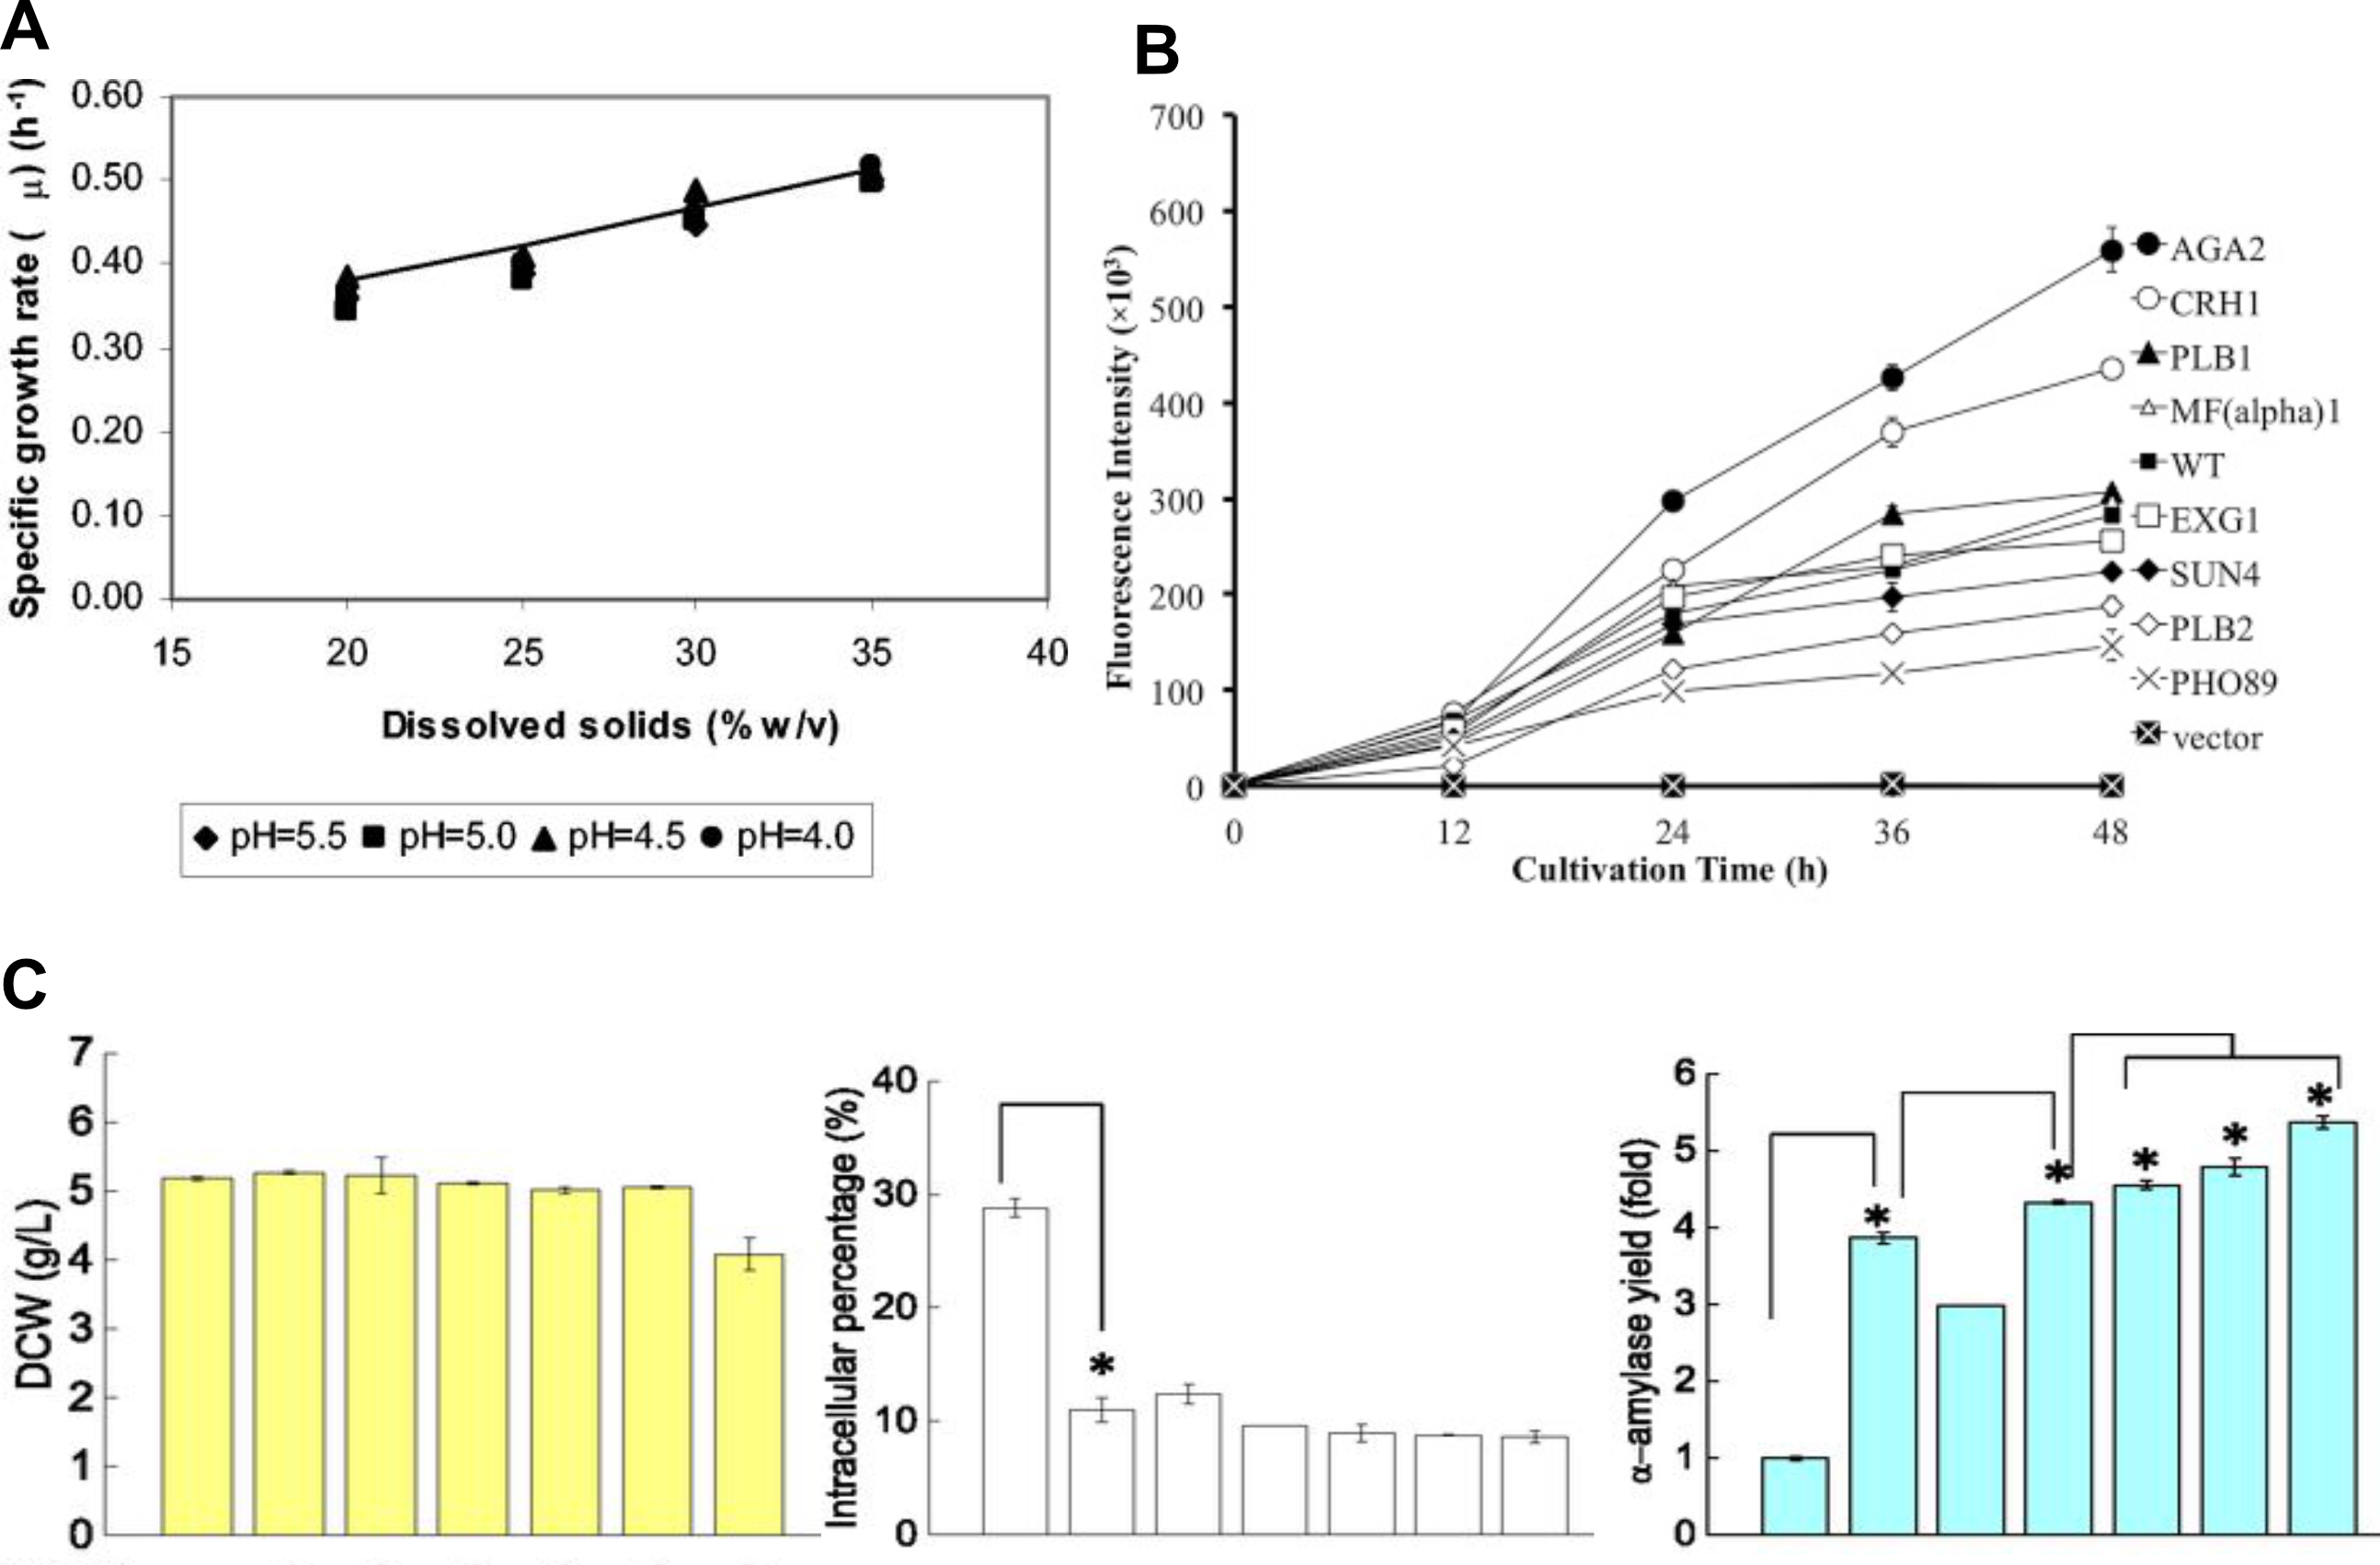 A
Specific growth rate ( μ) (h⁻¹)
0.60
0.50
0.40
0.30
0.20
0.10
0.00
15 20 25 30 35 40
Dissolved solids (% w/v)
pH=5.5 pH=5.0 pH=4.5 pH=4.0
B
Fluorescence Intensity (×10³)
700
600
500
400
300
200
100
0
0 12 24 36 48
Cultivation Time (h)
AGA2
CRH1
PLB1
MF(alpha)1
WT
EXG1
SUN4
PLB2
PHO89
vector
C
DCW (g/L)
7
6
5
4
3
2
1
0
Intracellular percentage (%)
40
30
20
10
0
*
α-amylase yield (fold)
6
5
4
3
2
1
0
* * * * *